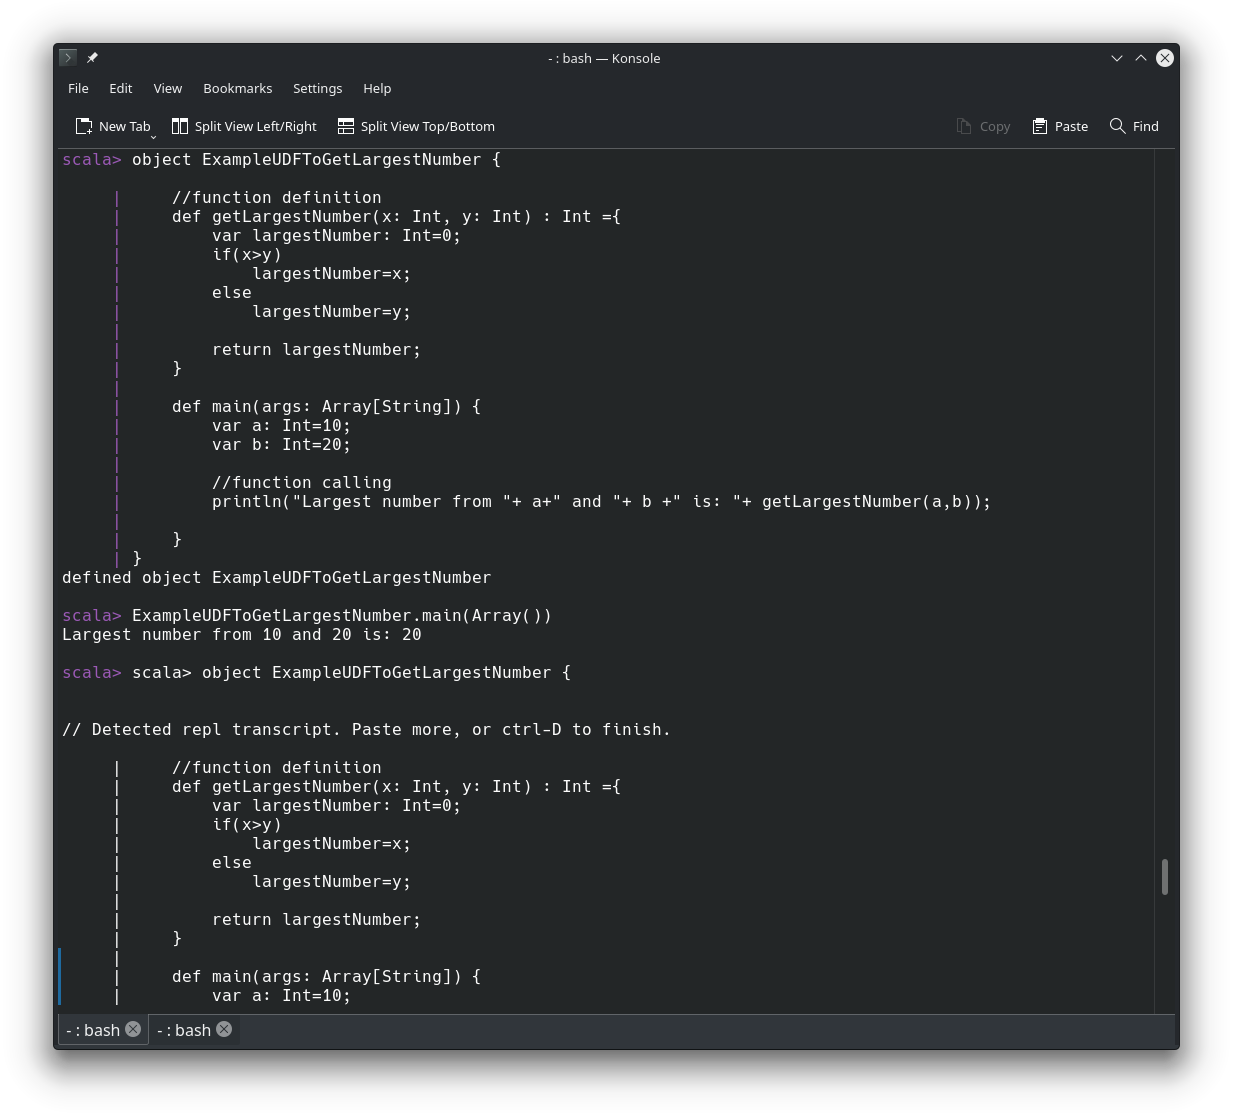 - : bash — Konsole
File Edit View Bookmarks Settings Help
New Tab Split View Left/Right Split View Top/Bottom Copy Paste Find
scala> object ExampleUDFToGetLargestNumber {
     |     //function definition
     |     def getLargestNumber(x: Int, y: Int) : Int ={
     |         var largestNumber: Int=0;
     |         if(x>y)
     |             largestNumber=x;
     |         else
     |             largestNumber=y;
     |
     |         return largestNumber;
     |     }
     |
     |     def main(args: Array[String]) {
     |         var a: Int=10;
     |         var b: Int=20;
     |
     |         //function calling
     |         println("Largest number from "+ a+" and "+ b +" is: "+ getLargestNumber(a,b));
     |
     |     }
     | }
defined object ExampleUDFToGetLargestNumber
scala> ExampleUDFToGetLargestNumber.main(Array())
Largest number from 10 and 20 is: 20
scala> scala> object ExampleUDFToGetLargestNumber {
// Detected repl transcript. Paste more, or ctrl-D to finish.
     |     //function definition
     |     def getLargestNumber(x: Int, y: Int) : Int ={
     |         var largestNumber: Int=0;
     |         if(x>y)
     |             largestNumber=x;
     |         else
     |             largestNumber=y;
     |
     |         return largestNumber;
     |     }
     |
     |     def main(args: Array[String]) {
     |         var a: Int=10;
- : bash - : bash